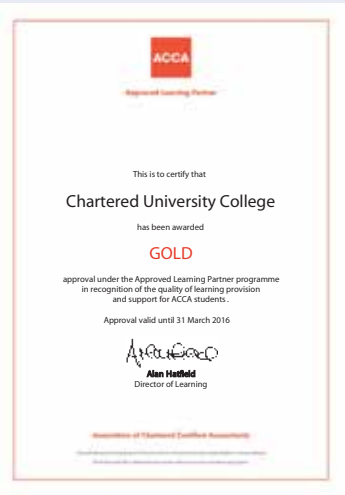 ACCA
Approved Learning Partner
This is to certify that
Chartered University College
has been awarded
GOLD
approval under the Approved Learning Partner programme
in recognition of the quality of learning provision
and support for ACCA students.
Approval valid until 31 March 2016
Alan Hatfield
Director of Learning
Association of Chartered Certified Accountants